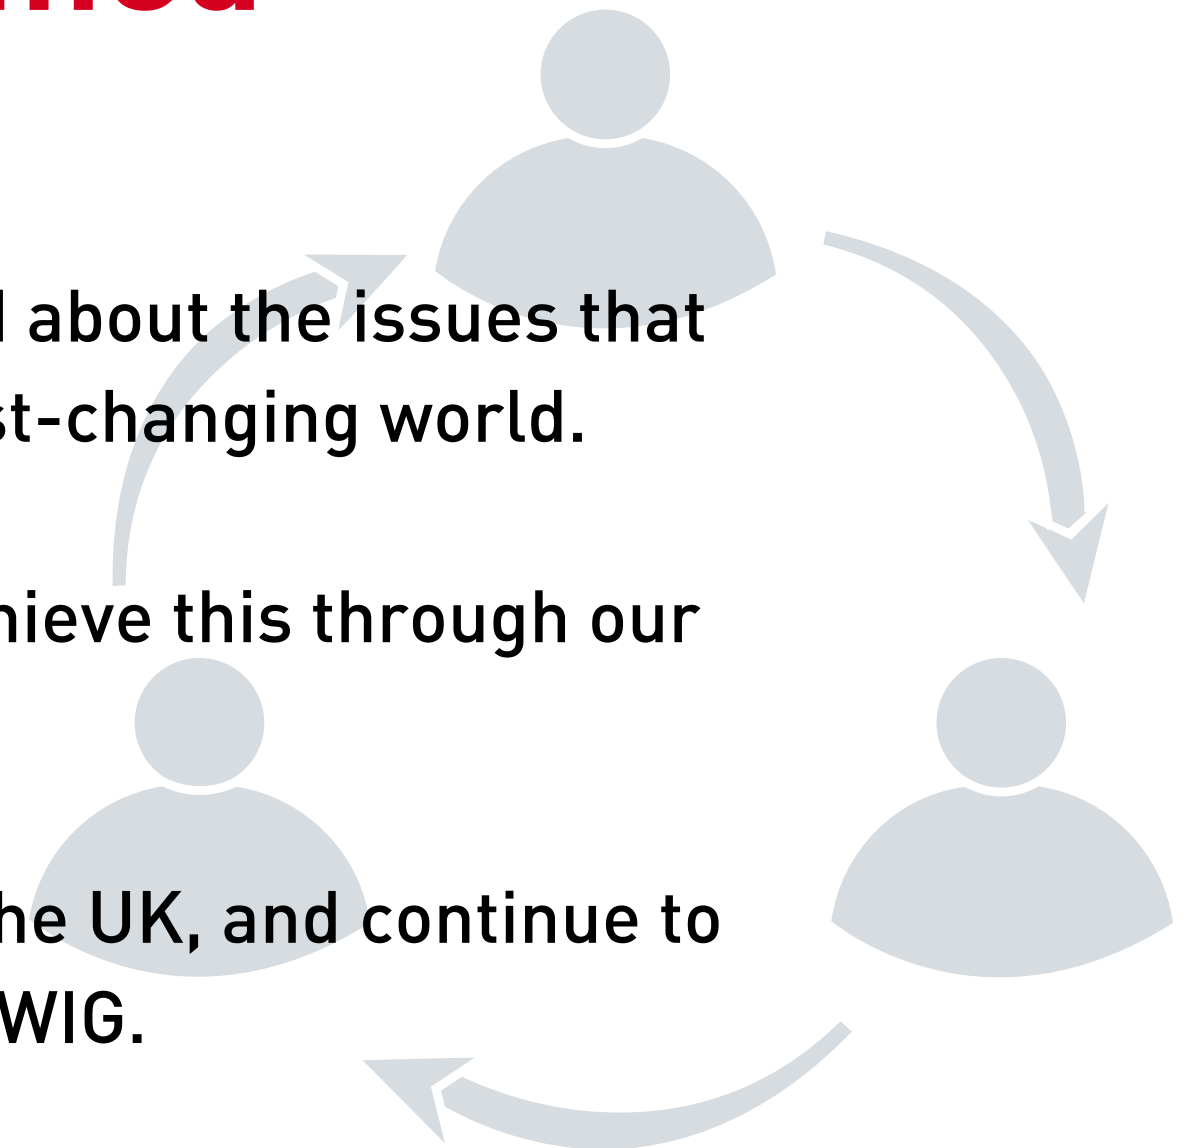 about the issues that
st-changing world.
hieve this through our
he UK, and continue to
WIG.